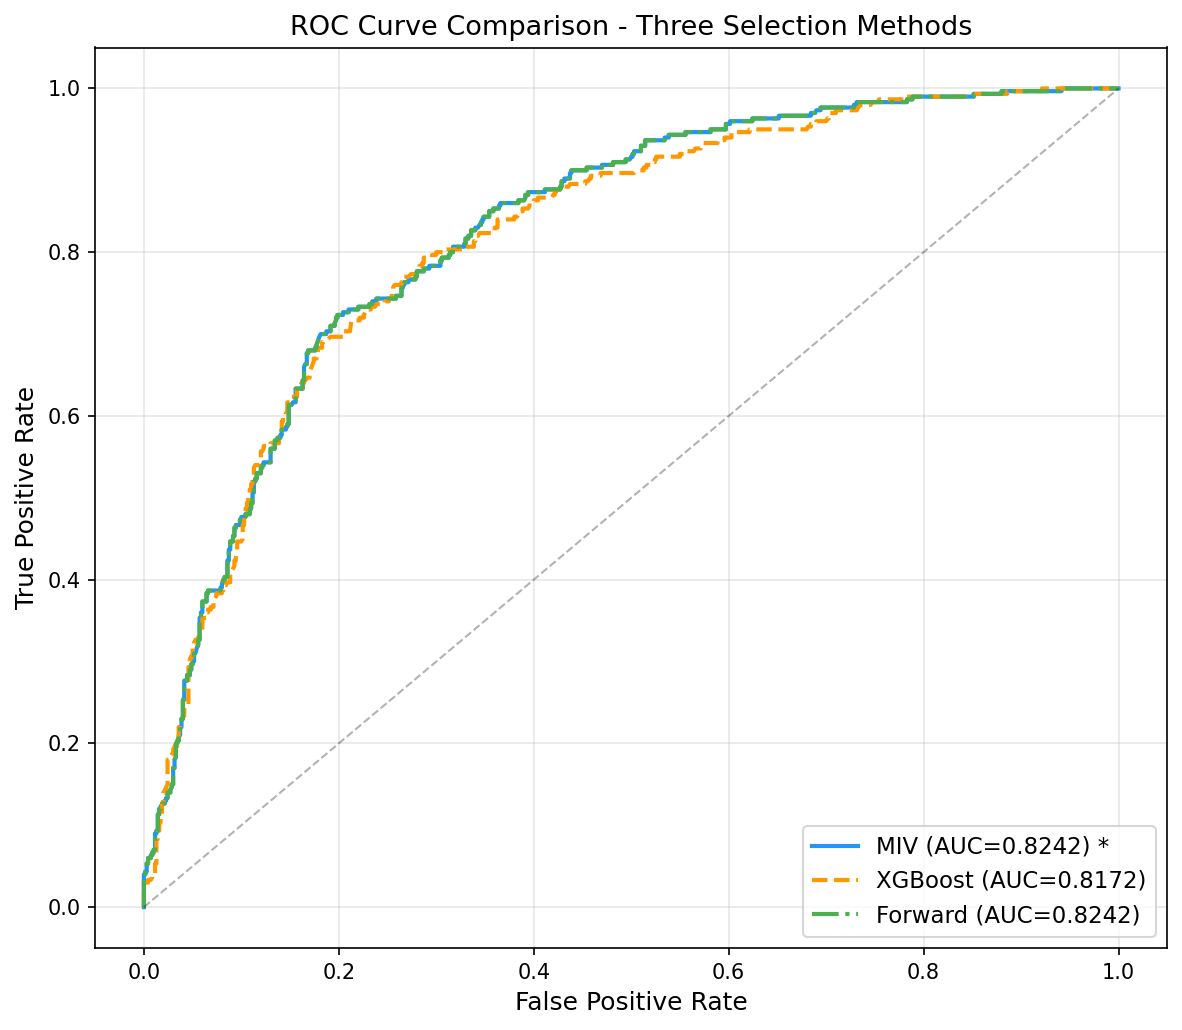 ROC Curve Comparison - Three Selection Methods
True Positive Rate
1.0
0.8
0.6
0.4
0.2
0.0
0.0 0.2 0.4 0.6 0.8 1.0
False Positive Rate
MIV (AUC=0.8242) *
XGBoost (AUC=0.8172)
Forward (AUC=0.8242)